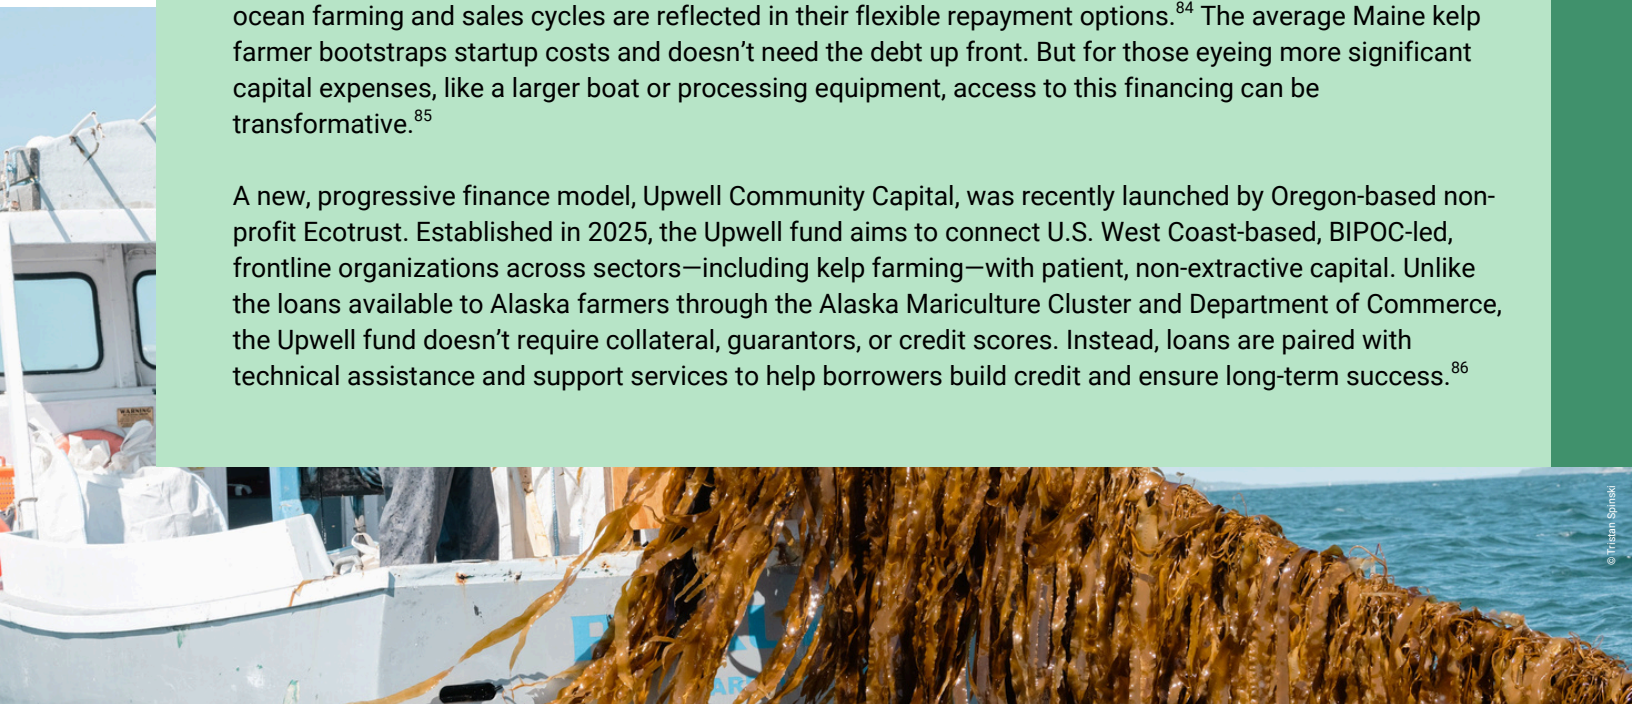 ocean farming and sales cycles are reflected in their flexible repayment options.84 The average Maine kelp
farmer bootstraps startup costs and doesn’t need the debt up front. But for those eyeing more significant
capital expenses, like a larger boat or processing equipment, access to this financing can be
transformative.85
A new, progressive finance model, Upwell Community Capital, was recently launched by Oregon-based non-
profit Ecotrust. Established in 2025, the Upwell fund aims to connect U.S. West Coast-based, BIPOC-led,
frontline organizations across sectors—including kelp farming—with patient, non-extractive capital. Unlike
the loans available to Alaska farmers through the Alaska Mariculture Cluster and Department of Commerce,
the Upwell fund doesn’t require collateral, guarantors, or credit scores. Instead, loans are paired with
technical assistance and support services to help borrowers build credit and ensure long-term success.86
WARNING
© Tristan Spinski